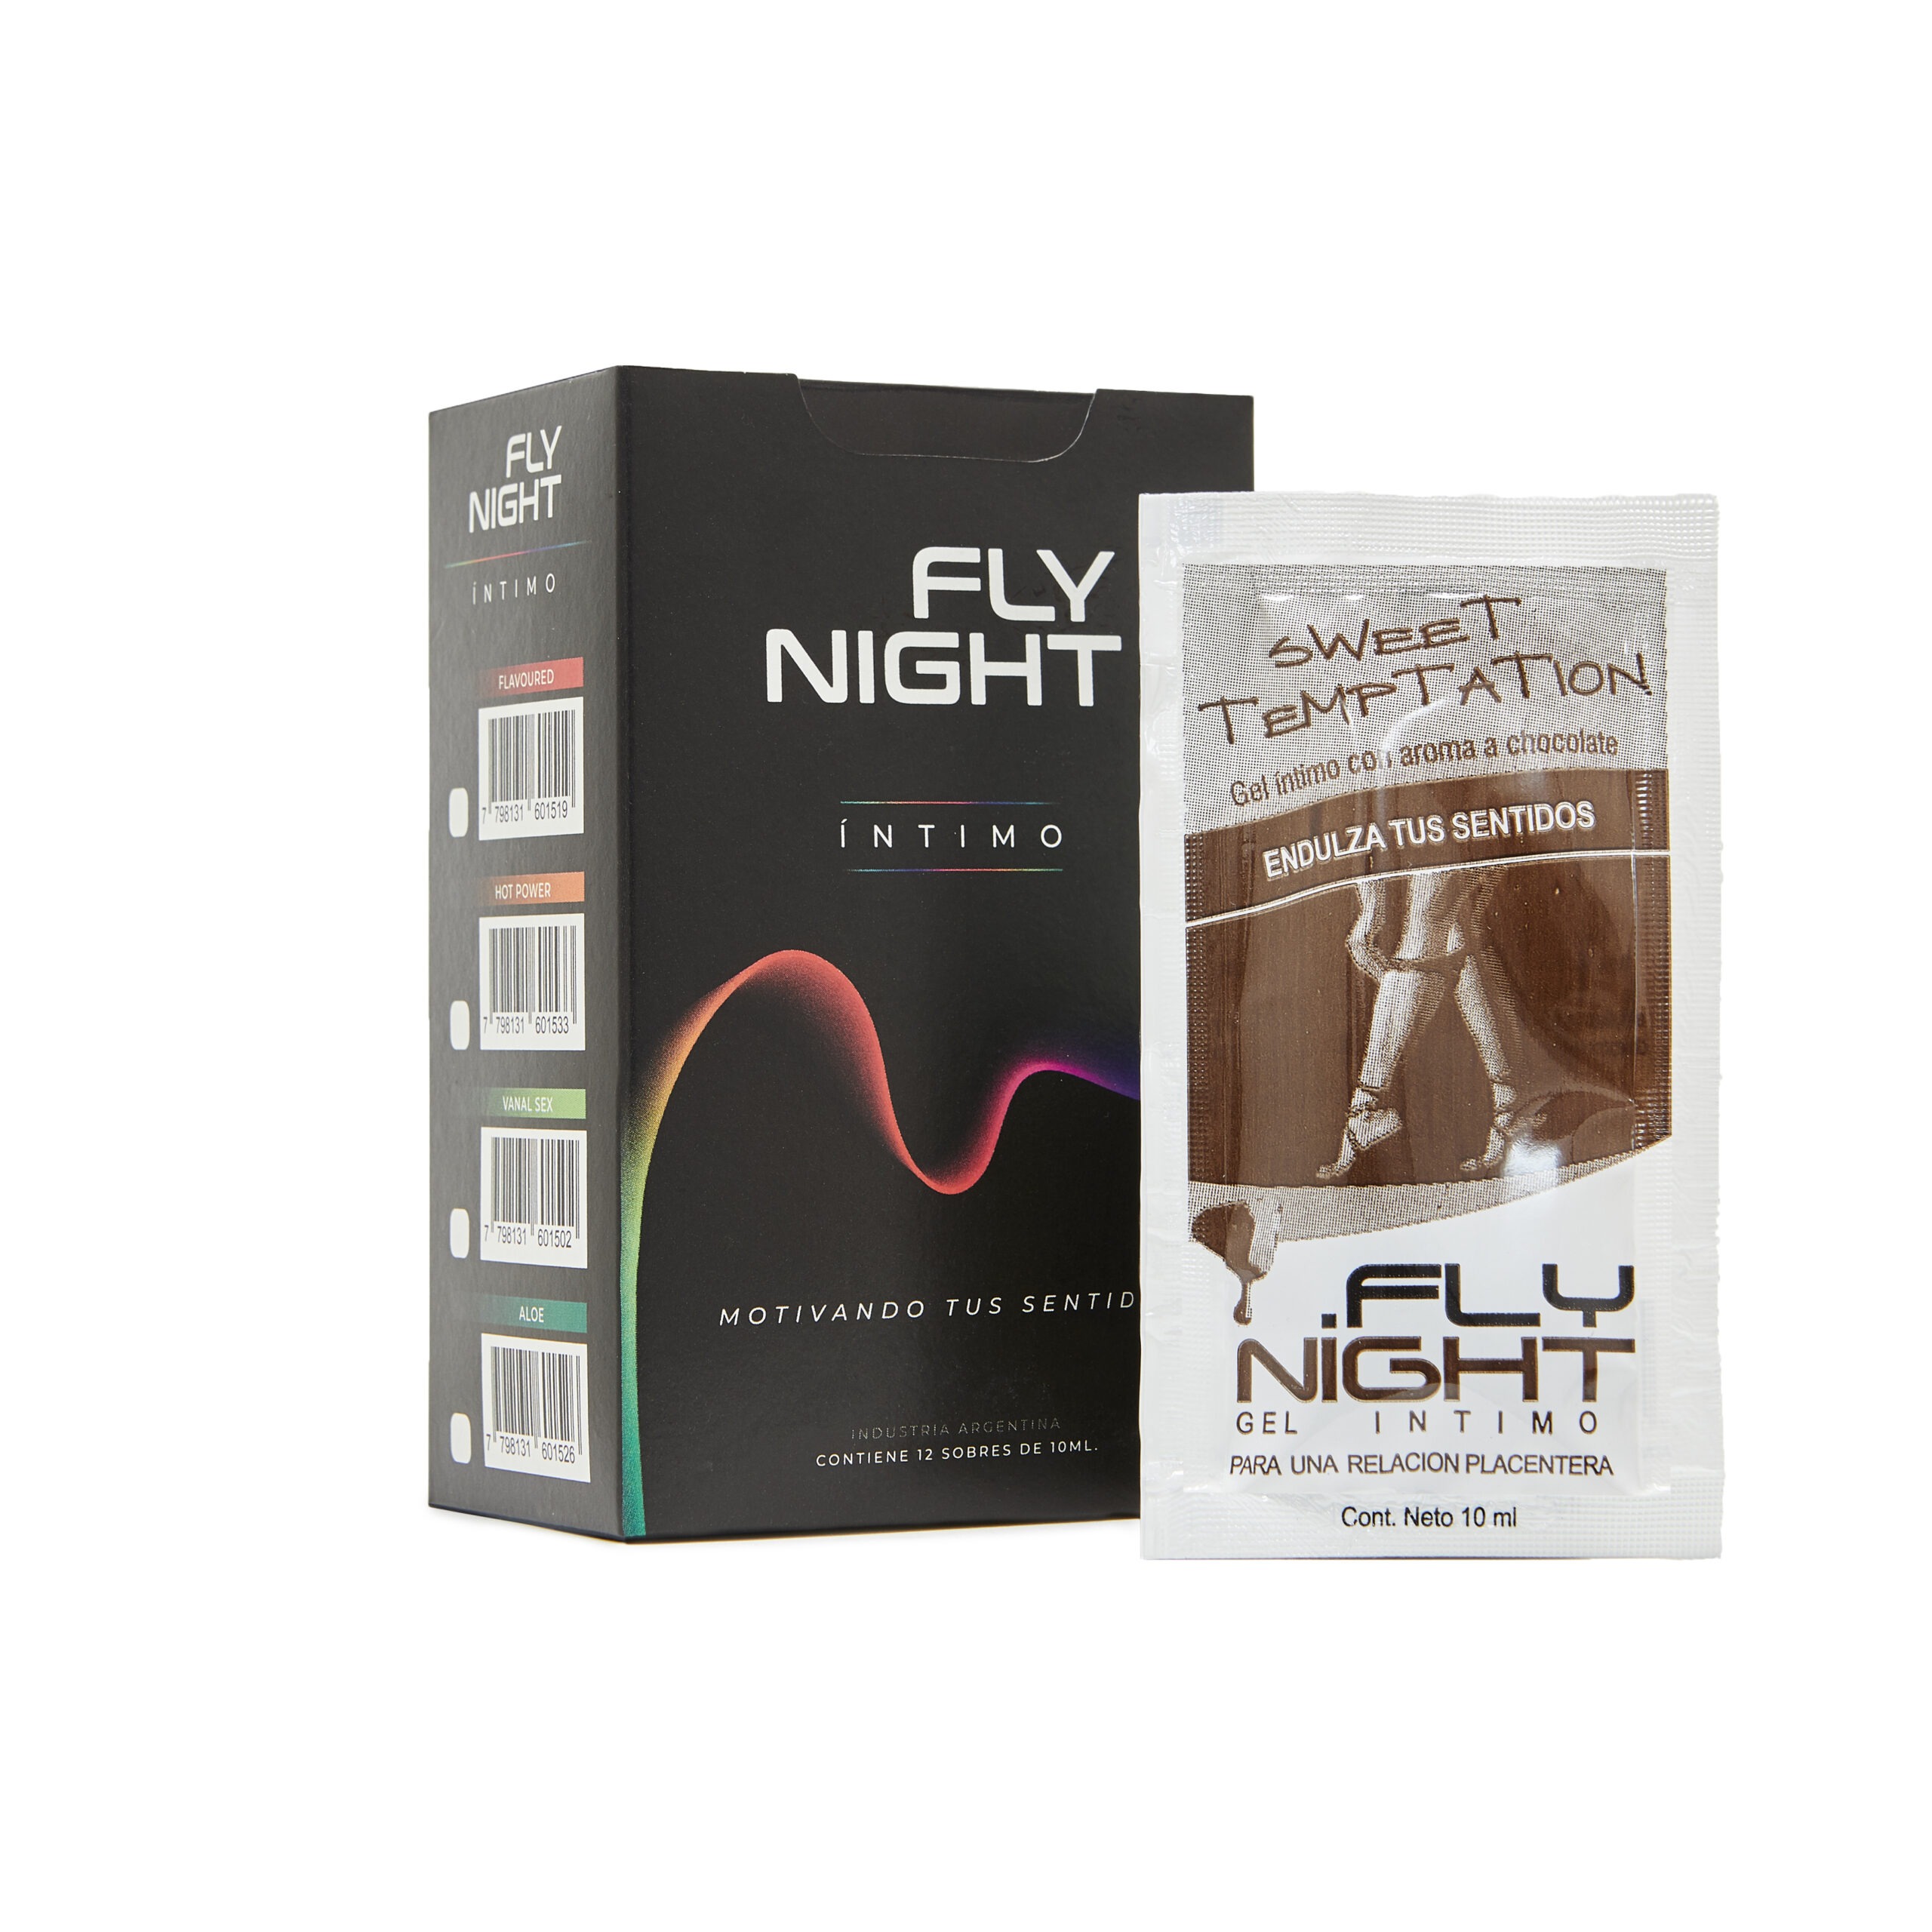 FLY
NIGHT
ÍNTIMO
FLAVOURED
7 798131 601519
HOT POWER
7 798131 601533
VANAL SEX
7 798131 601502
ALOE
7 798131 601526
FLY
NIGHT
ÍNTIMO
MOTIVANDO TUS SENTID
INDUSTRIA ARGENTINA
CONTIENE 12 SOBRES DE 10ML.
SWEET
TEMPTATION
Gel íntimo con aroma a chocolate
ENDULZA TUS SENTIDOS
FLY
NiGHT
GEL INTIMO
PARA UNA RELACION PLACENTERA
Cont. Neto 10 ml